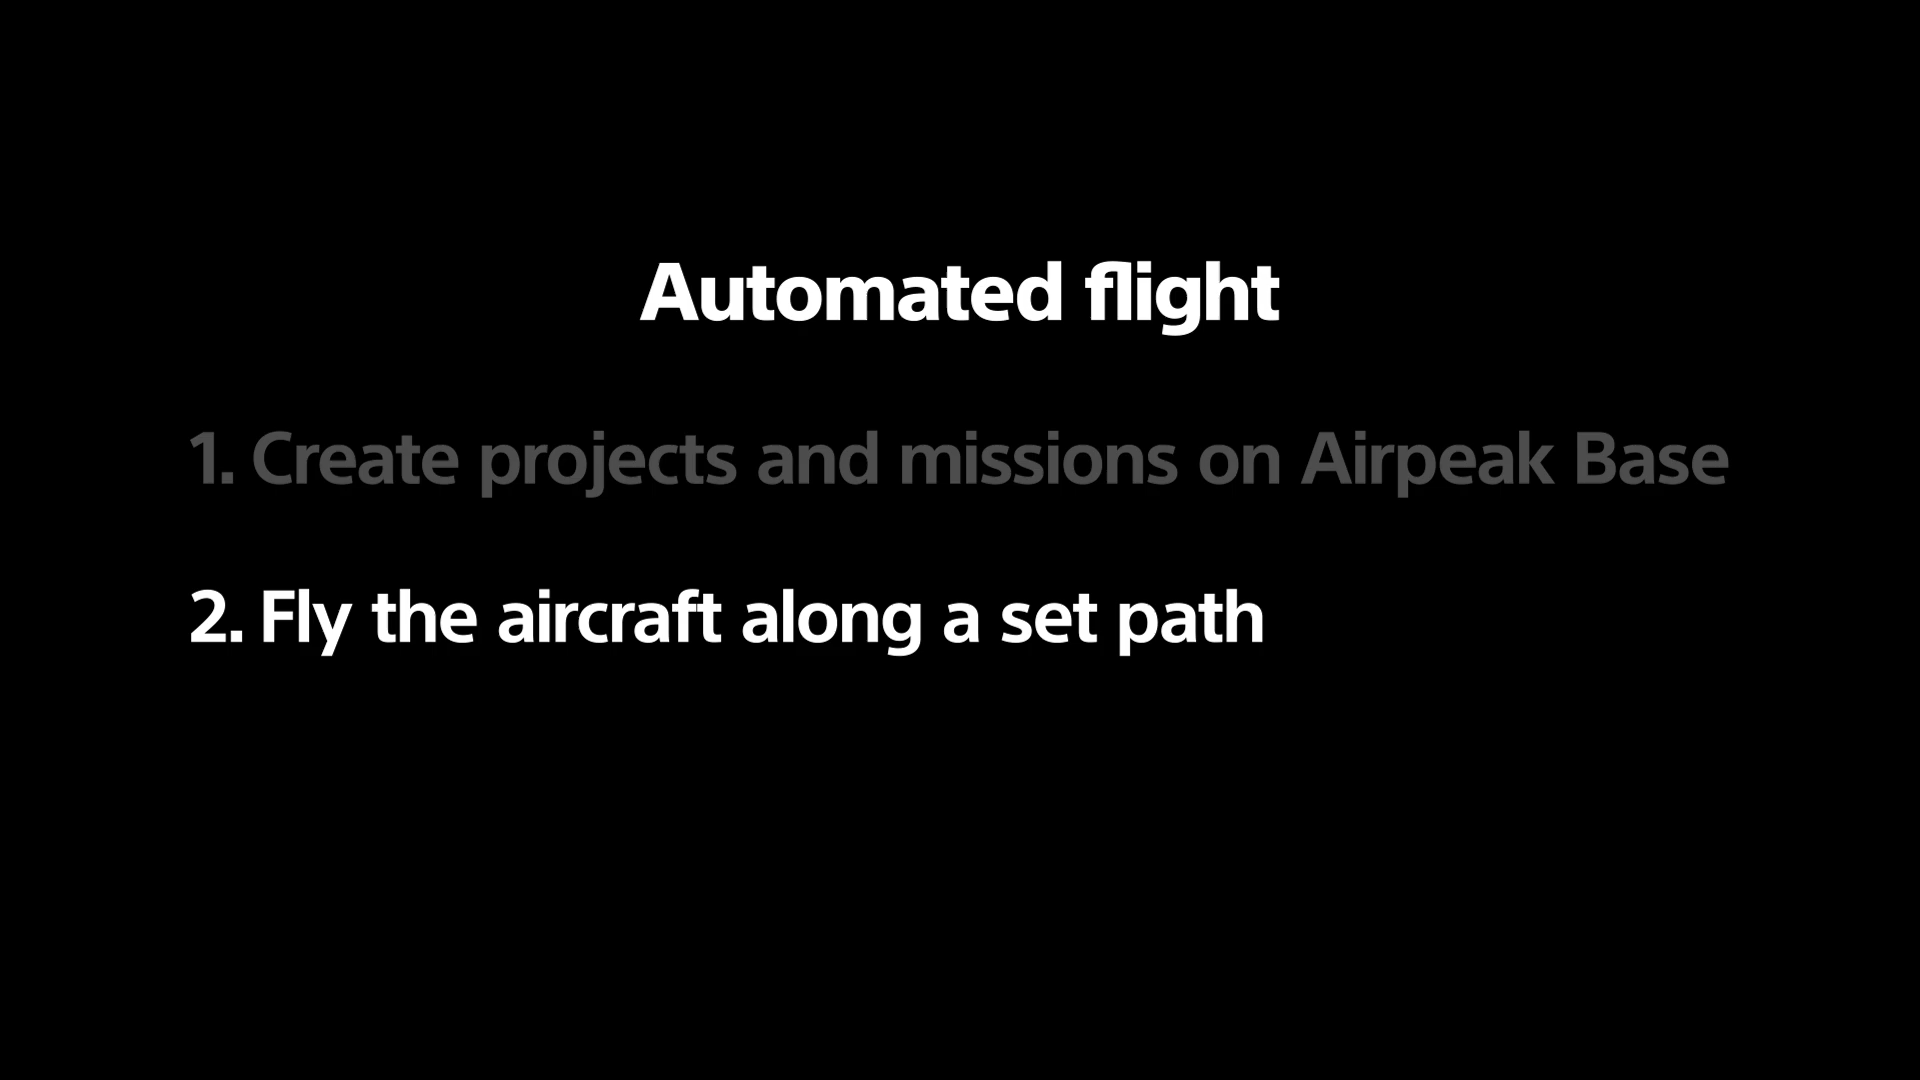 Automated flight
1. Create projects and missions on Airpeak Base
2. Fly the aircraft along a set path